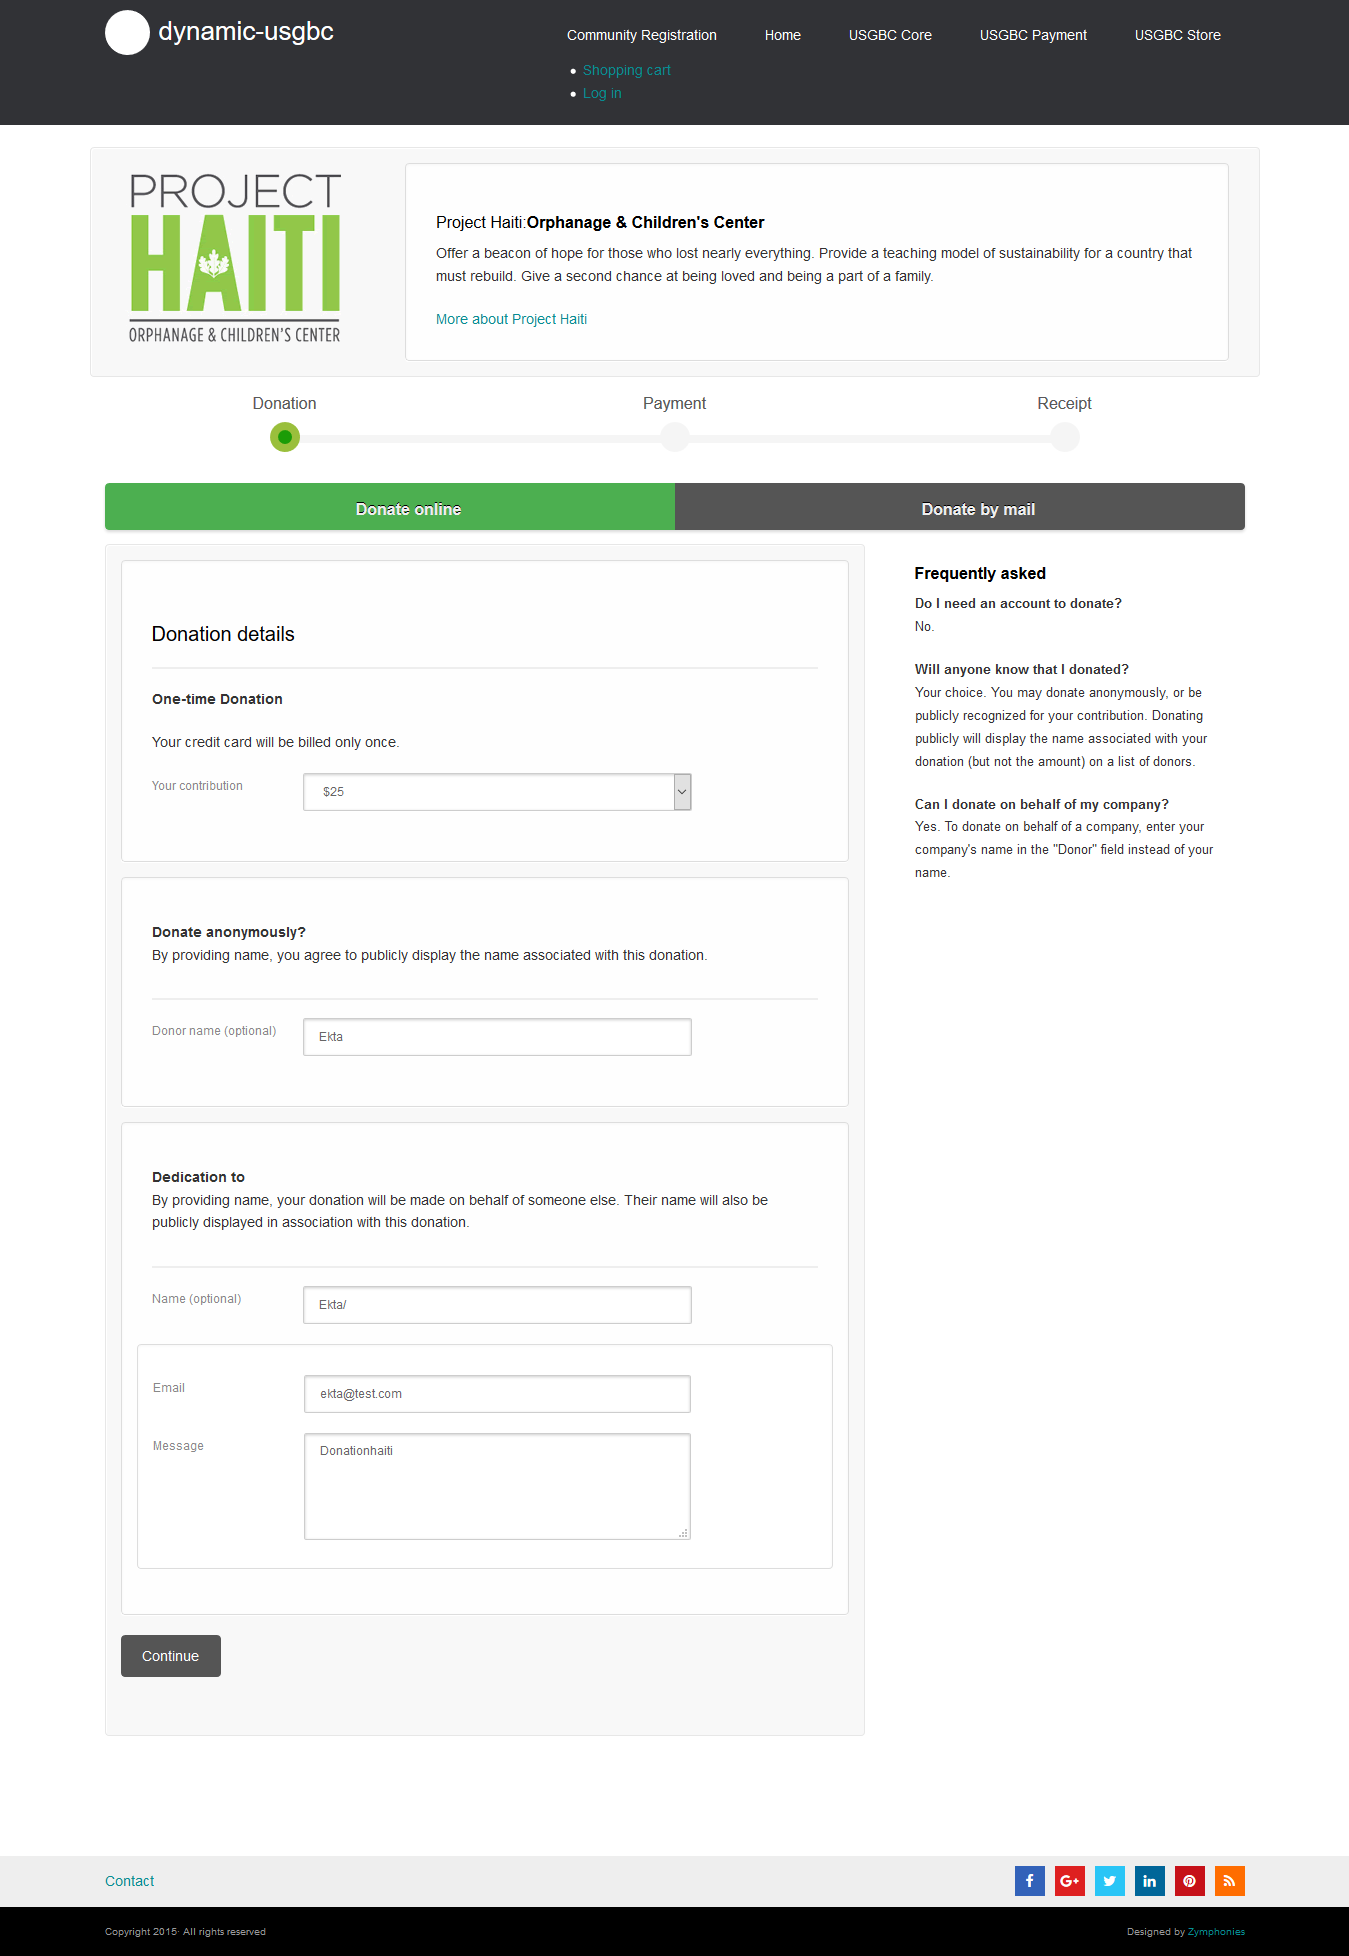 dynamic-usgbc
Community Registration Home USGBC Core USGBC Payment USGBC Store
Shopping cart
Log in
PROJECT
HAITI
ORPHANAGE & CHILDREN'S CENTER
Project Haiti:Orphanage & Children's Center
Offer a beacon of hope for those who lost nearly everything. Provide a teaching model of sustainability for a country that
must rebuild. Give a second chance at being loved and being a part of a family.
More about Project Haiti
Donation Payment Receipt
Donate online Donate by mail
Donation details
One-time Donation
Your credit card will be billed only once.
Your contribution $25
Donate anonymously?
By providing name, you agree to publicly display the name associated with this donation.
Donor name (optional) Ekta
Dedication to
By providing name, your donation will be made on behalf of someone else. Their name will also be
publicly displayed in association with this donation.
Name (optional) Ekta/
Email ekta@test.com
Message Donationhaiti
Continue
Frequently asked
Do I need an account to donate?
No.
Will anyone know that I donated?
Your choice. You may donate anonymously, or be
publicly recognized for your contribution. Donating
publicly will display the name associated with your
donation (but not the amount) on a list of donors.
Can I donate on behalf of my company?
Yes. To donate on behalf of a company, enter your
company's name in the "Donor" field instead of your
name.
Contact
Copyright 2015· All rights reserved
Designed by Zymphonies